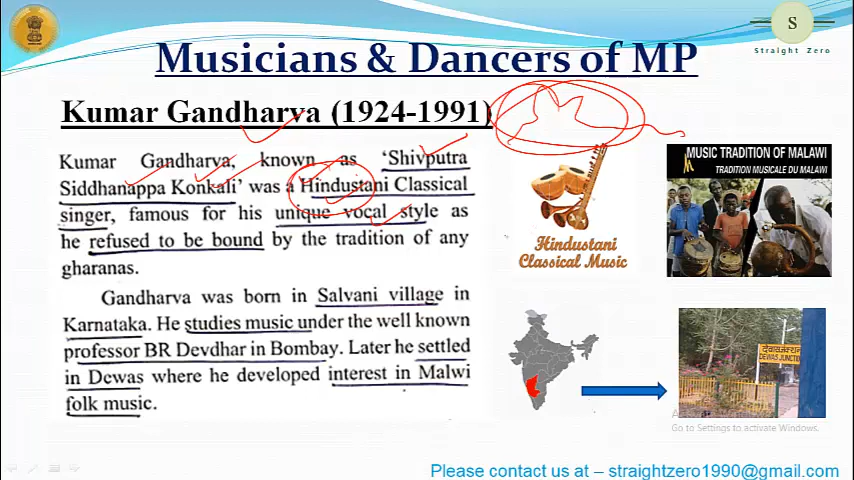 S
Straight Zero
Musicians & Dancers of MP
Kumar Gandharva (1924-1991)
Kumar Gandharva, known as 'Shivputra
Siddhanappa Konkali' was a Hindustani Classical
singer, famous for his unique vocal style as
he refused to be bound by the tradition of any
gharanas.
Gandharva was born in Salvani village in
Karnataka. He studies music under the well known
professor BR Devdhar in Bombay. Later he settled
in Dewas where he developed interest in Malwi
folk music.
Hindustani
Classical Music
MUSIC TRADITION OF MALAWI
TRADITION MUSICALE DU MALAWI
देवास जंक्शन
DEWAS JUNCTION
Go to Settings to activate Windows.
Please contact us at – straightzero1990@gmail.com